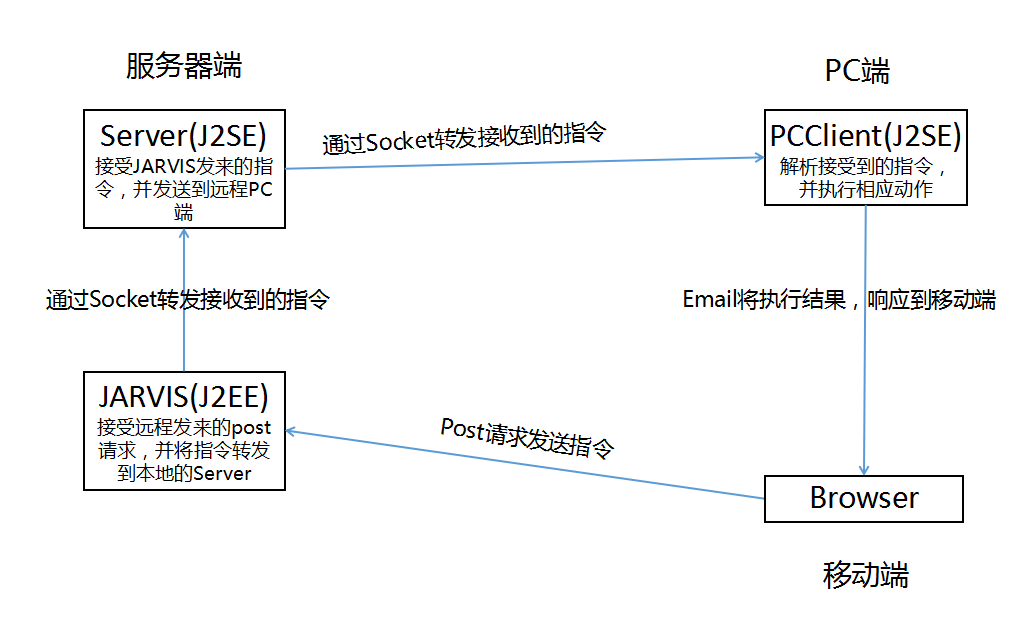 服务器端
PC端
Server(J2SE)
接受JARVIS发来的指
令，并发送到远程PC
端
通过Socket转发接收到的指令
PCClient(J2SE)
解析接受到的指令，
并执行相应动作
通过Socket转发接收到的指令
Email将执行结果，响应到移动端
JARVIS(J2EE)
接受远程发来的post
请求，并将指令转发
到本地的Server
Post请求发送指令
Browser
移动端